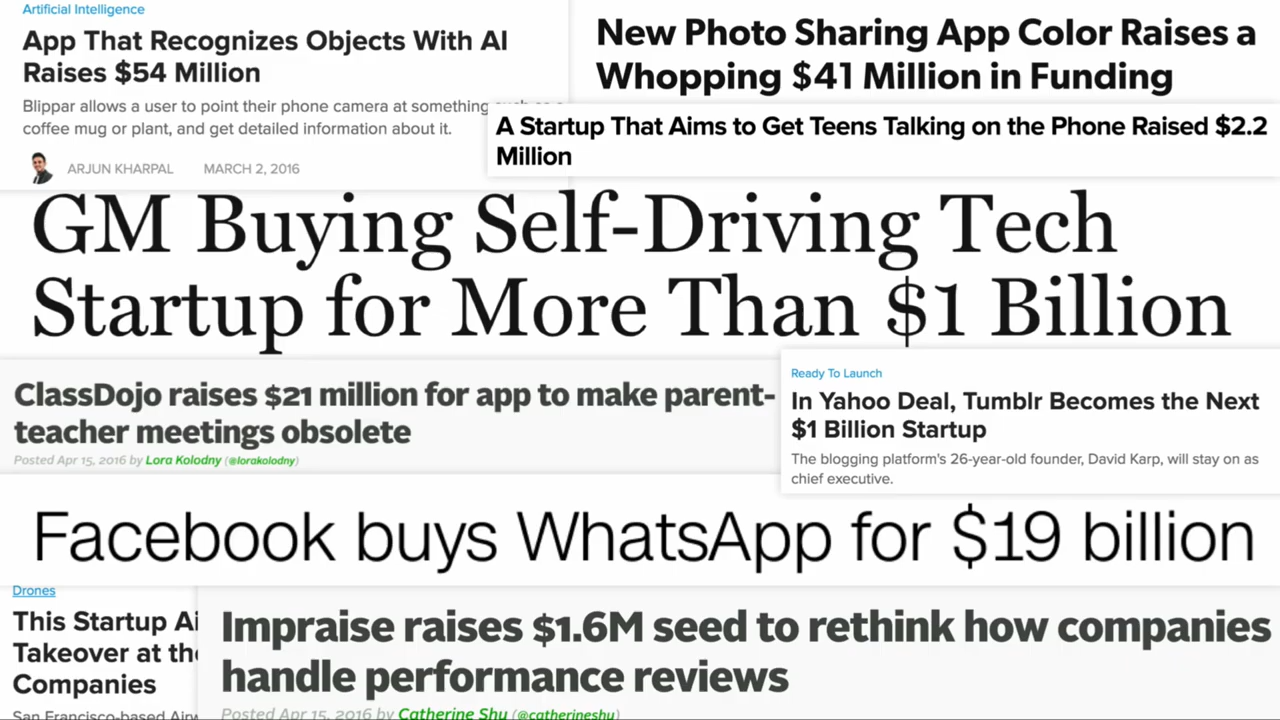 Artificial Intelligence
App That Recognizes Objects With AI
Raises $54 Million
Blippar allows a user to point their phone camera at something
coffee mug or plant, and get detailed information about it.
ARJUN KHARPAL MARCH 2, 2016
New Photo Sharing App Color Raises a
Whopping $41 Million in Funding
A Startup That Aims to Get Teens Talking on the Phone Raised $2.2
Million
GM Buying Self-Driving Tech
Startup for More Than $1 Billion
ClassDojo raises $21 million for app to make parent-
teacher meetings obsolete
Posted Apr 15, 2016 by Lora Kolodny (@lorakolodny)
Ready To Launch
In Yahoo Deal, Tumblr Becomes the Next
$1 Billion Startup
The blogging platform's 26-year-old founder, David Karp, will stay on as
chief executive.
Facebook buys WhatsApp for $19 billion
Drones
This Startup
Takeover at
Companies
San Francisco-based
Impraise raises $1.6M seed to rethink how companies
handle performance reviews
Posted Apr 15, 2016 by Catherine Shu (@catherineshu)